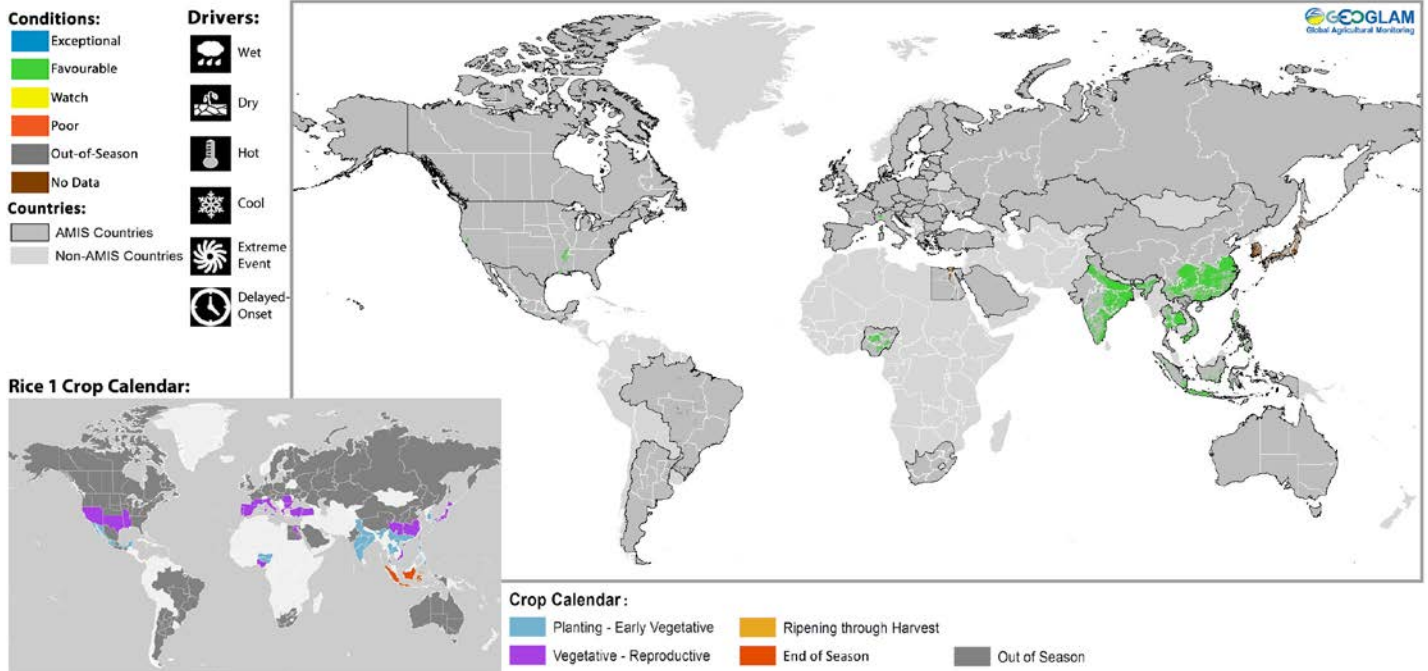 Conditions:
Exceptional
Favourable
Watch
Poor
Out-of-Season
No Data
Countries:
AMIS Countries
Non-AMIS Countries
Drivers:
Wet
Dry
Hot
Cool
Extreme
Event
Delayed-
Onset
GEOGLAM
Global Agricultural Monitoring
Rice 1 Crop Calendar:
Crop Calendar :
Planting - Early Vegetative
Ripening through Harvest
Vegetative - Reproductive
End of Season
Out of Season